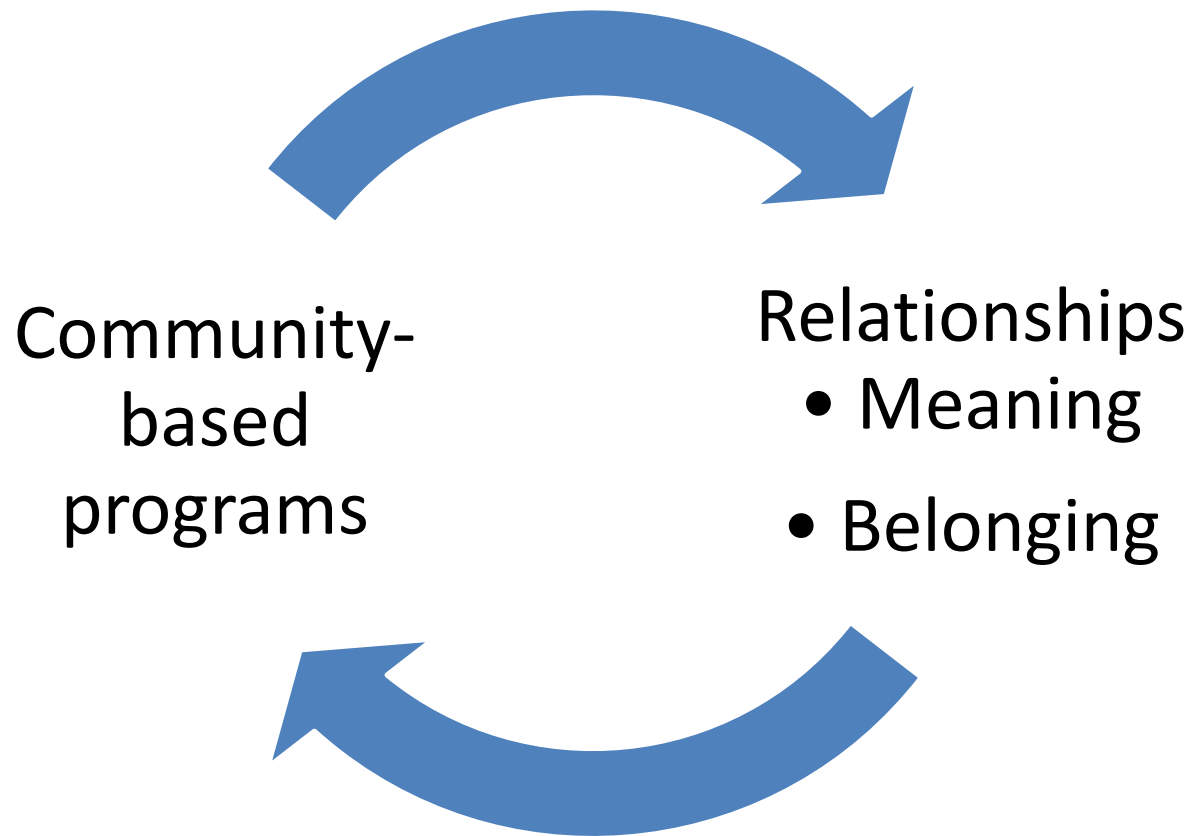 Community-
based
programs
Relationships
• Meaning
• Belonging